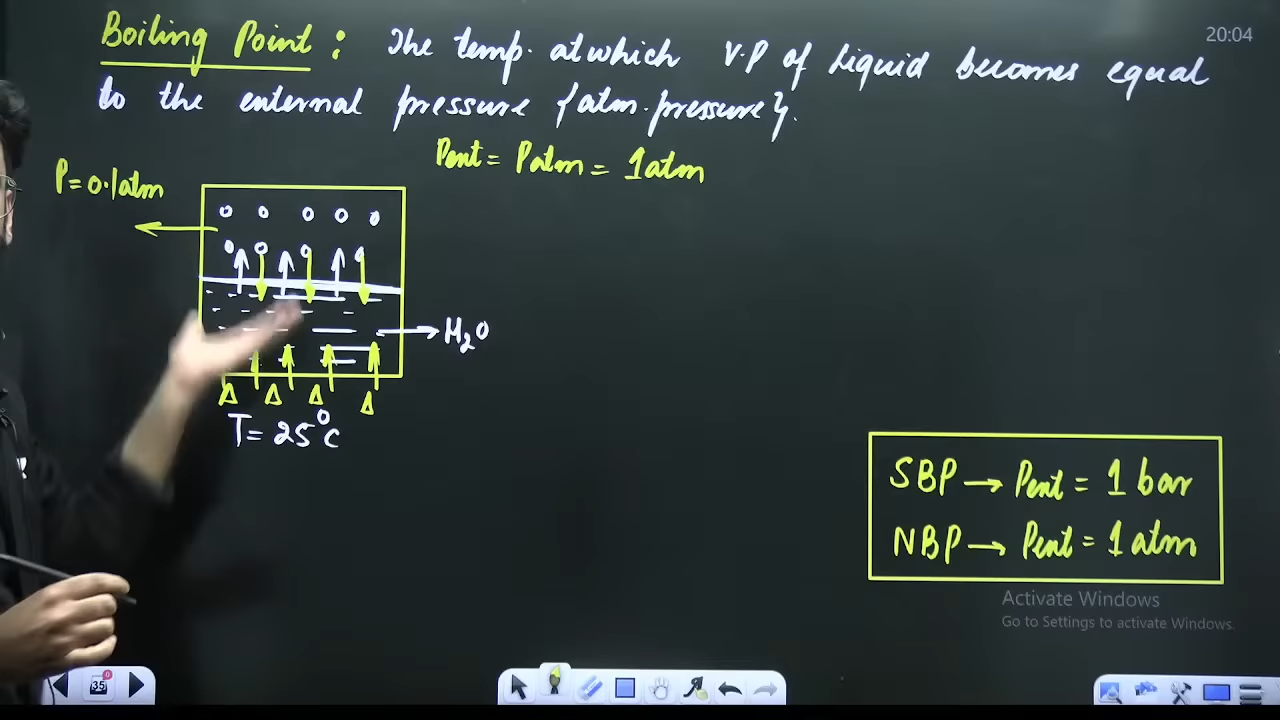 20:04
Boiling Point : The temp. at which V.P of liquid becomes equal
to the external pressure {atm. pressure}.
Pext = Patm = 1atm
P=0.1atm
H2O
Δ Δ Δ Δ
T= 25°C
SBP → Pext = 1 bar
NBP → Pext = 1 atm
Activate Windows
Go to Settings to activate Windows.
35